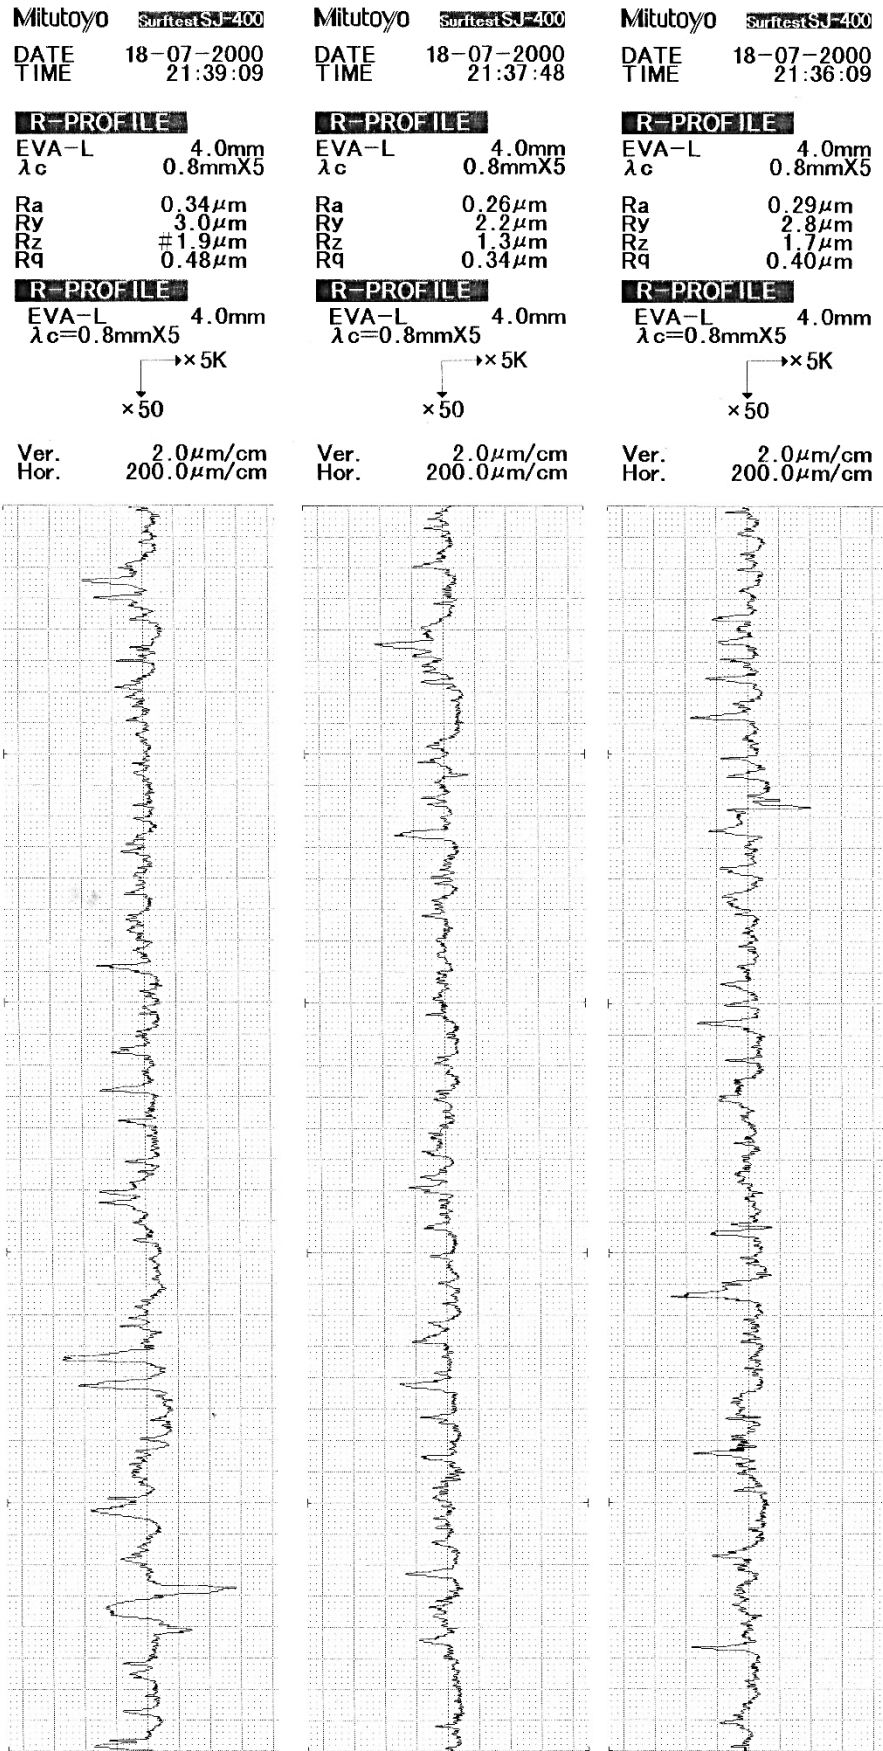 Mitutoyo SurftestSJ-400
DATE 18-07-2000
TIME 21:39:09
R-PROFILE
EVA-L 4.0mm
λc 0.8mmX5
Ra 0.34μm
Ry 3.0μm
Rz #1.9μm
Rq 0.48μm
R-PROFILE
EVA-L 4.0mm
λc=0.8mmX5
×5K
×50
Ver. 2.0μm/cm
Hor. 200.0μm/cm
Mitutoyo SurftestSJ-400
DATE 18-07-2000
TIME 21:37:48
R-PROFILE
EVA-L 4.0mm
λc 0.8mmX5
Ra 0.26μm
Ry 2.2μm
Rz 1.3μm
Rq 0.34μm
R-PROFILE
EVA-L 4.0mm
λc=0.8mmX5
×5K
×50
Ver. 2.0μm/cm
Hor. 200.0μm/cm
Mitutoyo SurftestSJ-400
DATE 18-07-2000
TIME 21:36:09
R-PROFILE
EVA-L 4.0mm
λc 0.8mmX5
Ra 0.29μm
Ry 2.8μm
Rz 1.7μm
Rq 0.40μm
R-PROFILE
EVA-L 4.0mm
λc=0.8mmX5
×5K
×50
Ver. 2.0μm/cm
Hor. 200.0μm/cm